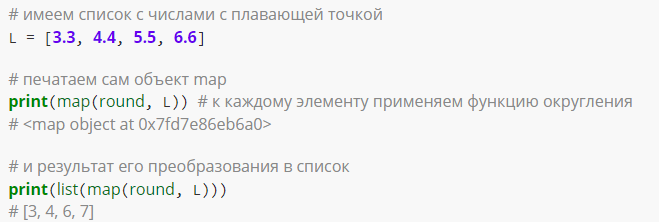 # имеем список с числами с плавающей точкой
L = [3.3, 4.4, 5.5, 6.6]
# печатаем сам объект map
print(map(round, L)) # к каждому элементу применяем функцию округления
# <map object at 0x7fd7e86eb6a0>
# и результат его преобразования в список
print(list(map(round, L)))
# [3, 4, 6, 7]